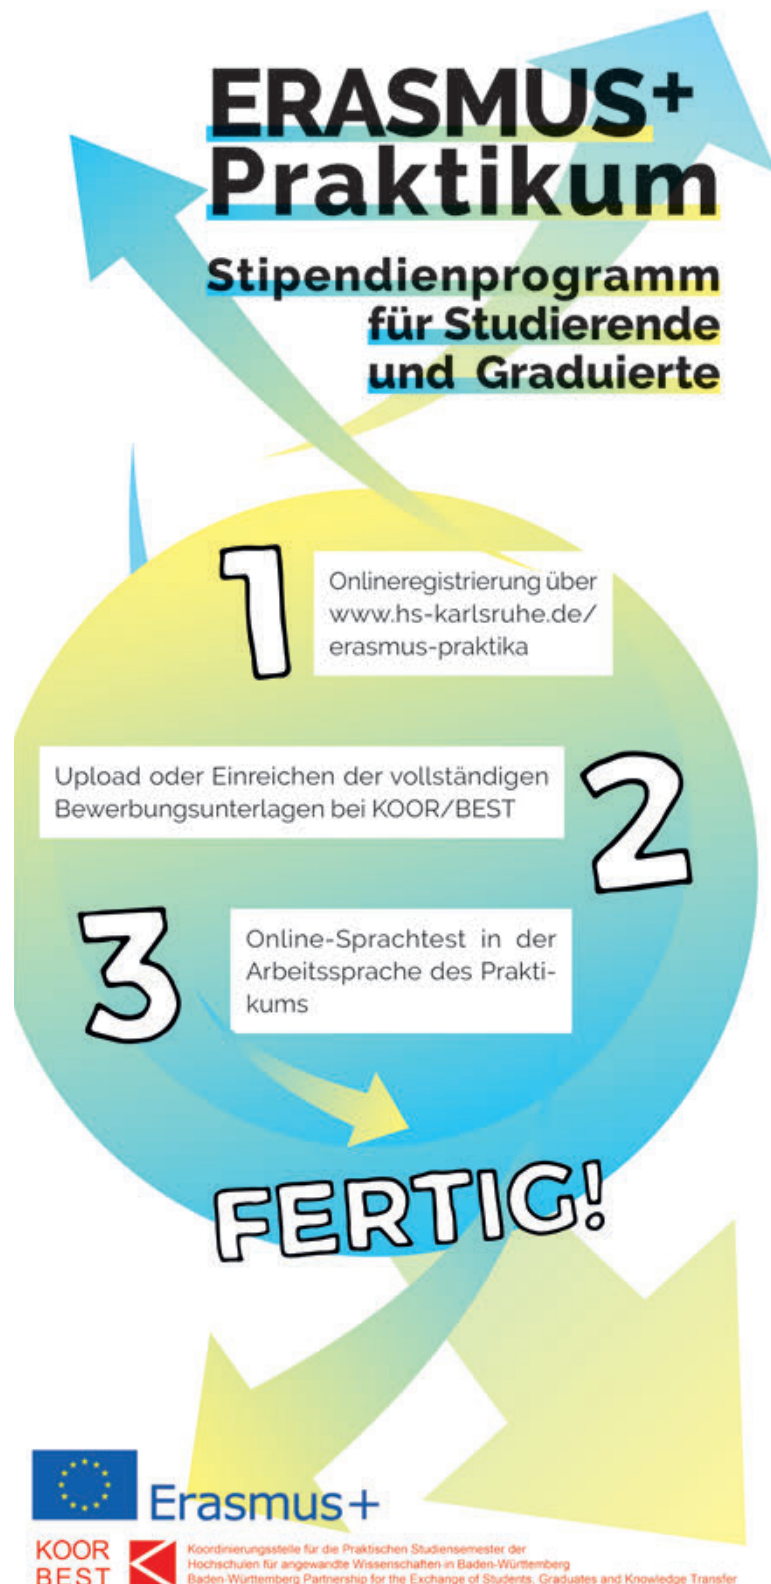 ERASMUS+
Praktikum
Stipendienprogramm
für Studierende
und Graduierte
1
Onlineregistrierung über
www.hs-karlsruhe.de/
erasmus-praktika
Upload oder Einreichen der vollständigen
Bewerbungsunterlagen bei KOOR/BEST
2
3
Online-Sprachtest in der
Arbeitssprache des Prakti-
kums
FERTIG!
Erasmus+
KOOR
BEST
Koordinierungsstelle für die Praktischen Studiensemester der
Hochschulen für angewandte Wissenschaften in Baden-Württemberg
Baden-Württemberg Partnership for the Exchange of Students, Graduates and Knowledge Transfer